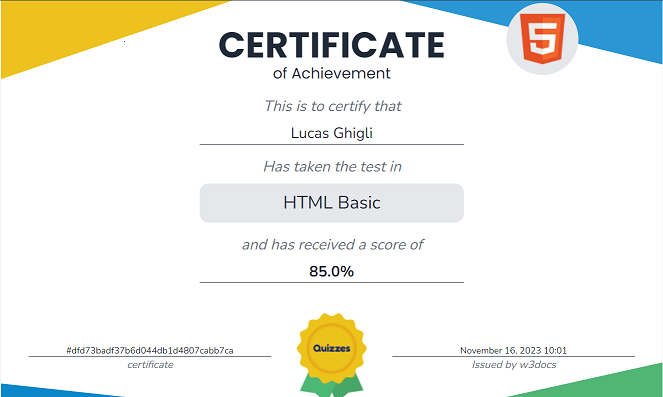 CERTIFICATE
5
of Achievement
This is to certify that
Lucas Ghigli
Has taken the test in
HTML Basic
and has received a score of
85.0%
Quizzes
#dfd73badf37b6d044db1d4807cabb7ca
certificate
November 16, 2023 10:01
Issued by w3docs